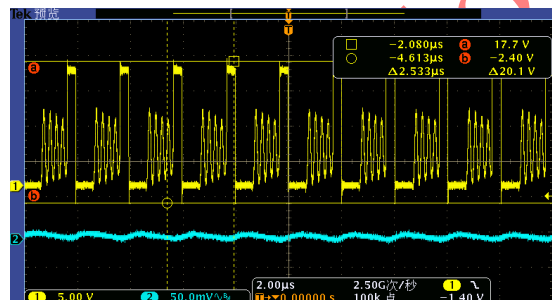 Tek 预览
T
T
-2.080µs a 17.7 V
-4.613µs b -2.40 V
Δ2.533µs Δ20.1 V
a
1
b
2
1 5.00 V 2 50.0mV
2.00µs 2.50G次/秒 1
T→▼0.00000 s 100k 点 -1.40 V